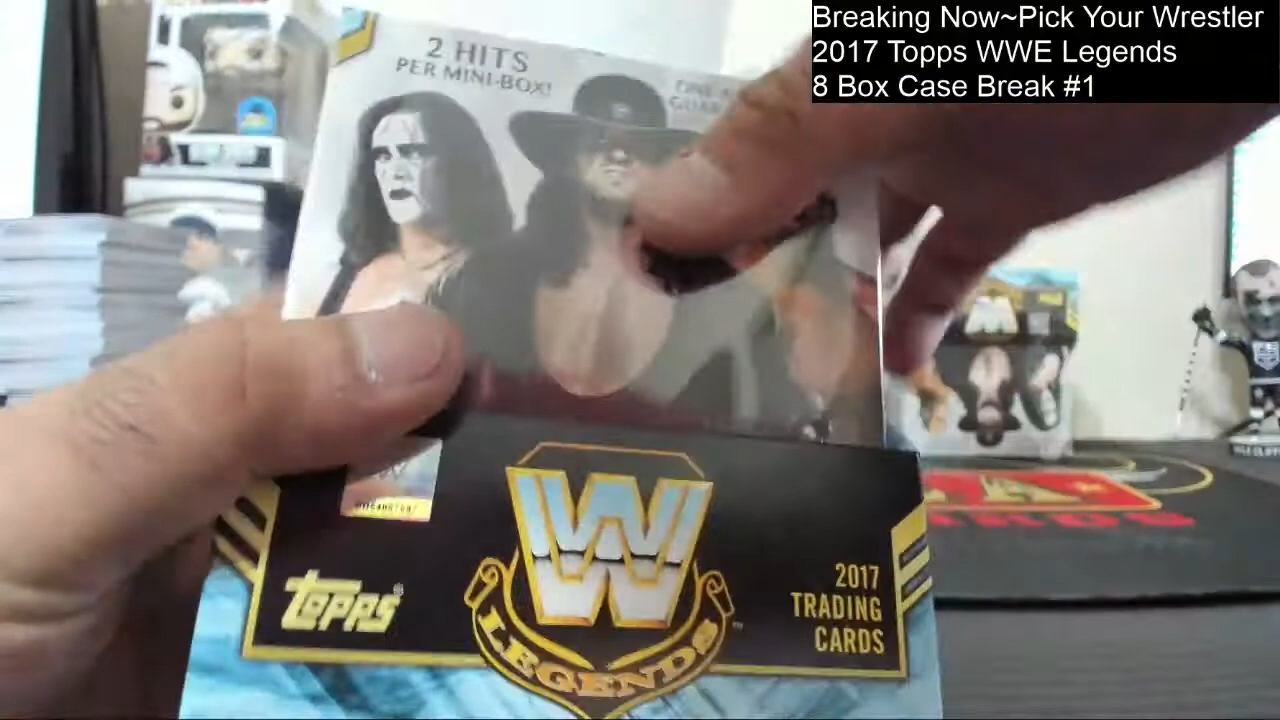 Breaking Now~Pick Your Wrestler
2017 Topps WWE Legends
8 Box Case Break #1
2 HITS
PER MINI-BOX!
TOPPS®
W
LEGENDS™
2017
TRADING
CARDS